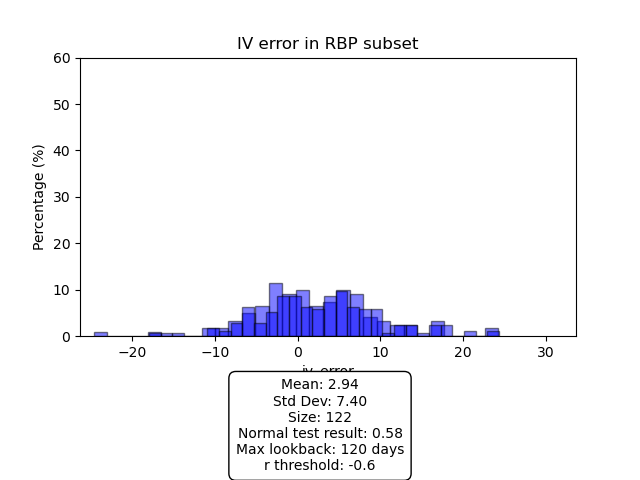 IV error in RBP subset
60
50
40
30
20
10
0
Percentage (%)
−20 −10 0 10 20 30
iv_error
Mean: 2.94
Std Dev: 7.40
Size: 122
Normal test result: 0.58
Max lookback: 120 days
r threshold: -0.6